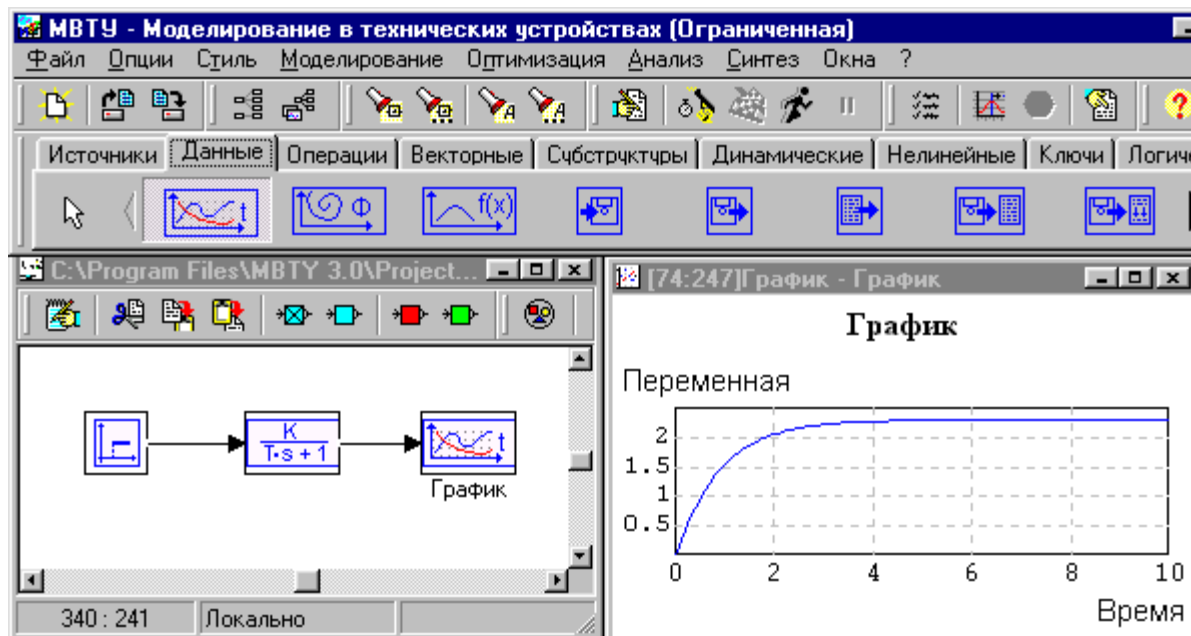 МВТУ - Моделирование в технических устройствах (Ограниченная)
Файл Опции Стиль Моделирование Оптимизация Анализ Синтез Окна ?
A A ?
Источники Данные Операции Векторные Субструктуры Динамические Нелинейные Ключи Логиче
t Ф f(x)
C:\Program Files\MBTY 3.0\Project...
K
T·s + 1
t
График
340 : 241 Локально
[74:247]График - График
График
Переменная
2
1.5
1
0.5
0 2 4 6 8 10
Время